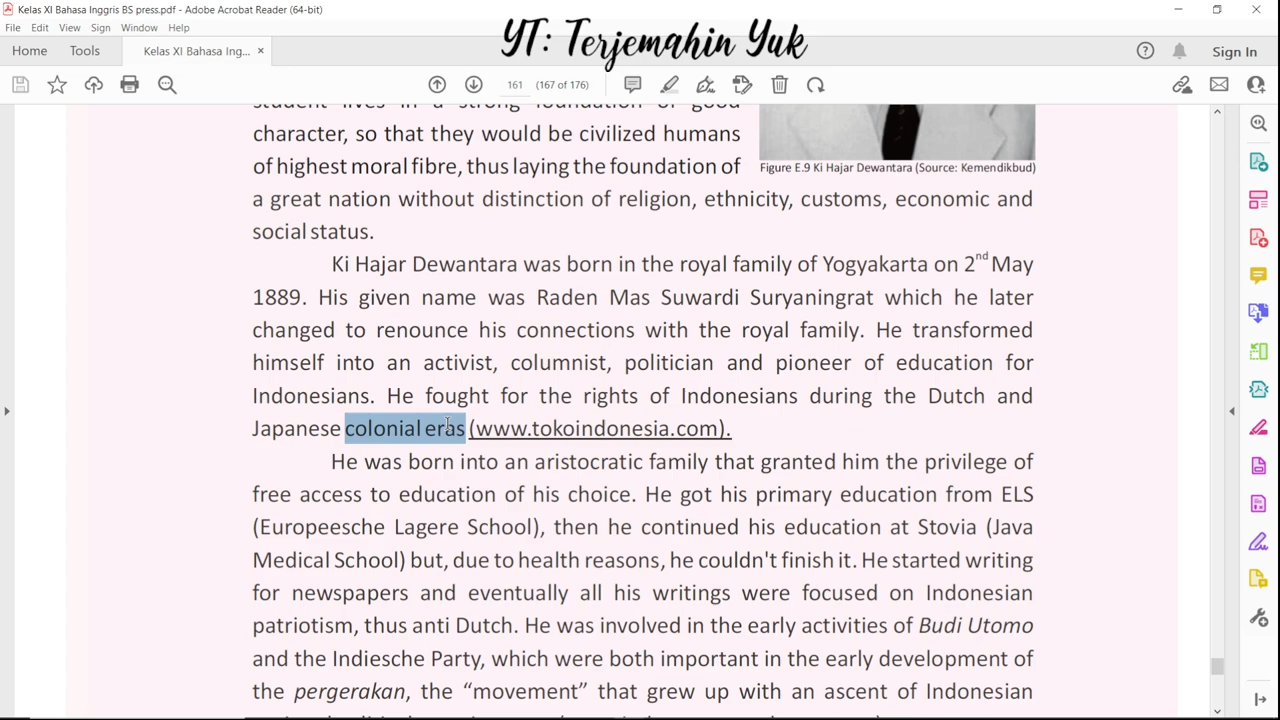 Kelas XI Bahasa Inggris BS press.pdf - Adobe Acrobat Reader (64-bit)
YT: Terjemahin Yuk
File Edit View Sign Window Help
Home Tools Kelas XI Bahasa Ing... × Sign In
161 (167 of 176)
student lives in a strong foundation of good
character, so that they would be civilized humans
of highest moral fibre, thus laying the foundation of
Figure E.9 Ki Hajar Dewantara (Source: Kemendikbud)
a great nation without distinction of religion, ethnicity, customs, economic and
social status.
Ki Hajar Dewantara was born in the royal family of Yogyakarta on 2nd May
1889. His given name was Raden Mas Suwardi Suryaningrat which he later
changed to renounce his connections with the royal family. He transformed
himself into an activist, columnist, politician and pioneer of education for
Indonesians. He fought for the rights of Indonesians during the Dutch and
Japanese colonial eras (www.tokoindonesia.com).
He was born into an aristocratic family that granted him the privilege of
free access to education of his choice. He got his primary education from ELS
(Europeesche Lagere School), then he continued his education at Stovia (Java
Medical School) but, due to health reasons, he couldn't finish it. He started writing
for newspapers and eventually all his writings were focused on Indonesian
patriotism, thus anti Dutch. He was involved in the early activities of Budi Utomo
and the Indiesche Party, which were both important in the early development of
the pergerakan, the “movement” that grew up with an ascent of Indonesian